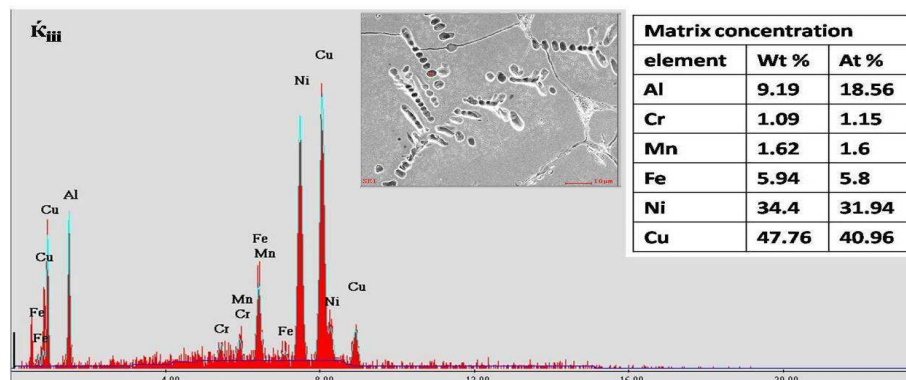 Ḱiii
Cu
Ni
Al
Cu
Cu
Fe
Fe
Fe
Mn
Mn
Cr
Cr
Fe
Ni
Cu
10μm
4.00
8.00
12.00
16.00
20.00
Matrix concentration
element Wt % At %
Al 9.19 18.56
Cr 1.09 1.15
Mn 1.62 1.6
Fe 5.94 5.8
Ni 34.4 31.94
Cu 47.76 40.96